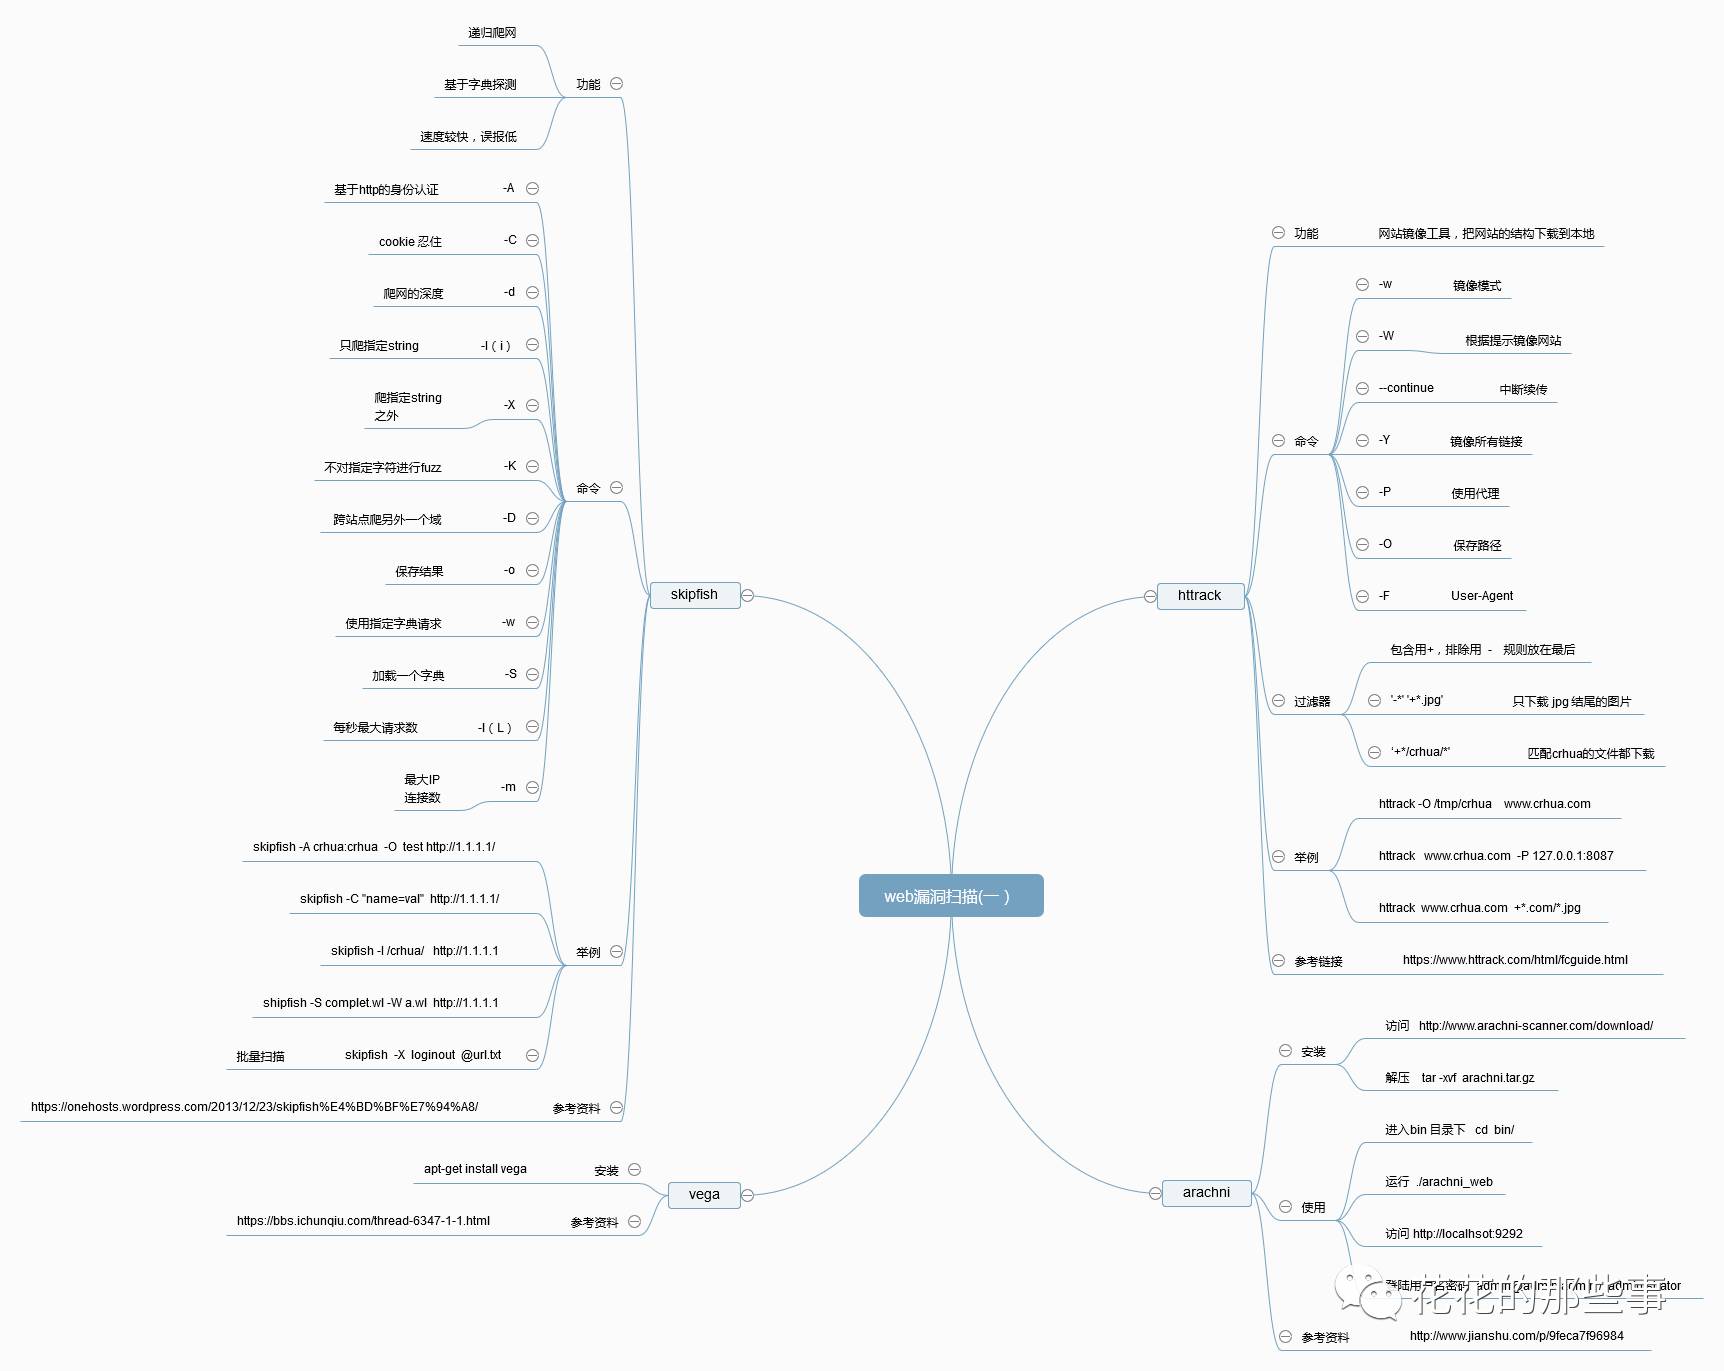 web漏洞扫描(一）
skipfish
功能
递归爬网
基于字典探测
速度较快，误报低
命令
基于http的身份认证 -A
cookie 忍住 -C
爬网的深度 -d
只爬指定string -I（i）
爬指定string
之外 -X
不对指定字符进行fuzz -K
跨站点爬另外一个域 -D
保存结果 -o
使用指定字典请求 -w
加载一个字典 -S
每秒最大请求数 -l（L）
最大IP
连接数 -m
举例
skipfish -A crhua:crhua -O test http://1.1.1.1/
skipfish -C "name=val" http://1.1.1.1/
skipfish -I /crhua/ http://1.1.1.1
shipfish -S complet.wl -W a.wl http://1.1.1.1
批量扫描 skipfish -X loginout @url.txt
https://onehosts.wordpress.com/2013/12/23/skipfish%E4%BD%BF%E7%94%A8/ 参考资料
vega
apt-get install vega 安装
https://bbs.ichunqiu.com/thread-6347-1-1.html 参考资料
httrack
功能 网站镜像工具，把网站的结构下载到本地
命令
-w 镜像模式
-W 根据提示镜像网站
--continue 中断续传
-Y 镜像所有链接
-P 使用代理
-O 保存路径
-F User-Agent
过滤器
包含用+，排除用 - 规则放在最后
'-*' '+*.jpg' 只下载 jpg 结尾的图片
‘+*/crhua/*' 匹配crhua的文件都下载
举例
httrack -O /tmp/crhua www.crhua.com
httrack www.crhua.com -P 127.0.0.1:8087
httrack www.crhua.com +*.com/*.jpg
参考链接 https://www.httrack.com/html/fcguide.html
arachni
安装
访问 http://www.arachni-scanner.com/download/
解压 tar -xvf arachni.tar.gz
使用
进入bin 目录下 cd bin/
运行 ./arachni_web
访问 http://localhsot:9292
登陆用户名密码
参考资料 http://www.jianshu.com/p/9feca7f96984
花花的那些事